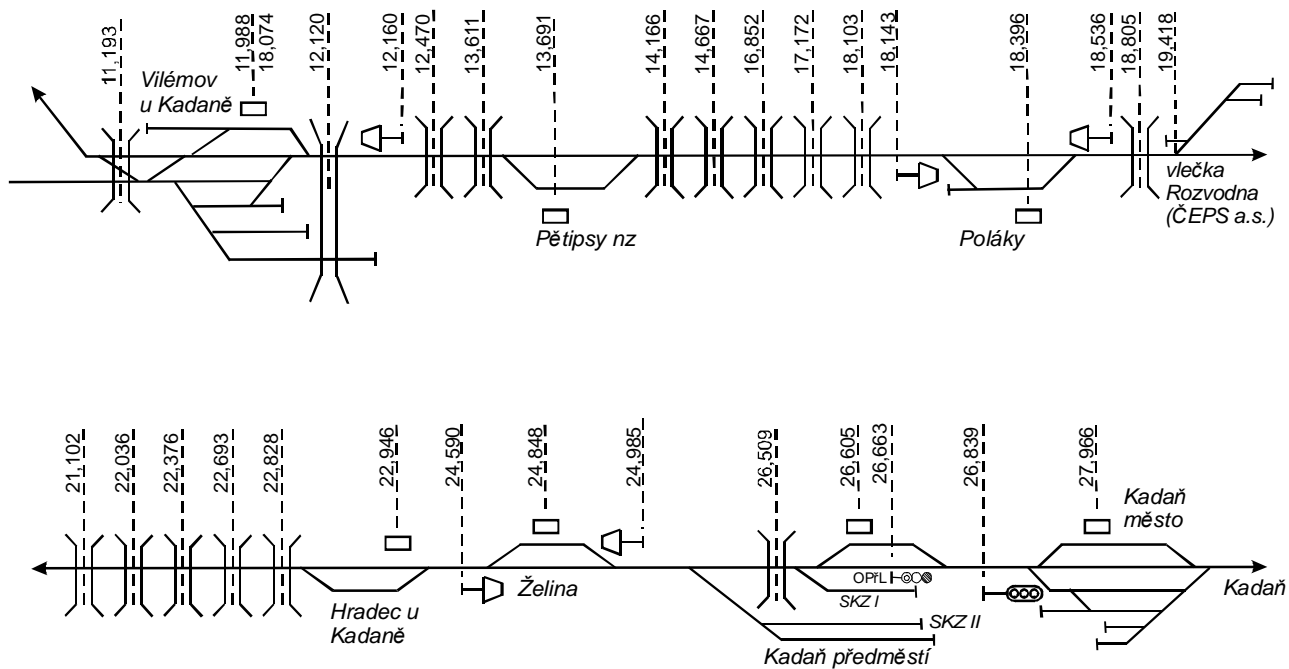 11,193
Vilémov
u Kadaně
11,988
18,074
12,120
12,160
12,470
13,611
13,691
14,166
14,667
16,852
17,172
18,103
18,143
18,396
18,536
18,805
19,418
Pětipsy nz
Poláky
vlečka
Rozvodna
(ČEPS a.s.)
21,102
22,036
22,376
22,693
22,828
22,946
24,590
24,848
24,985
26,509
26,605
26,663
26,839
27,966
Kadaň
město
Hradec u
Kadaně
Želina
OPřL
SKZ I
SKZ II
Kadaň předměstí
Kadaň